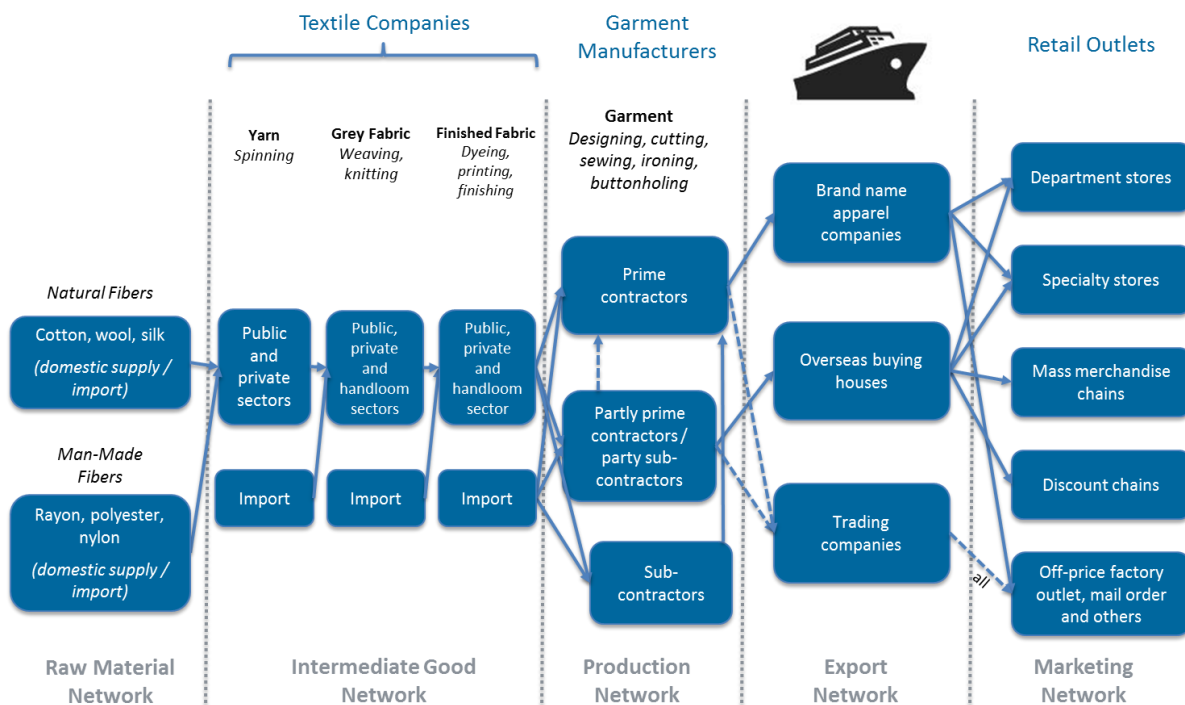 Textile Companies
Garment
Manufacturers
Retail Outlets
Yarn
Spinning
Grey Fabric
Weaving,
knitting
Finished Fabric
Dyeing,
printing,
finishing
Garment
Designing, cutting,
sewing, ironing,
buttonholing
Natural Fibers
Cotton, wool, silk
(domestic supply /
import)
Man-Made
Fibers
Rayon, polyester,
nylon
(domestic supply /
import)
Public
and
private
sectors
Import
Public,
private
and
handloom
sectors
Import
Public,
private
and
handloom
sector
Import
Prime
contractors
Partly prime
contractors /
party sub-
contractors
Sub-
contractors
Brand name
apparel
companies
Overseas buying
houses
Trading
companies
all
Department stores
Specialty stores
Mass merchandise
chains
Discount chains
Off-price factory
outlet, mail order
and others
Raw Material
Network
Intermediate Good
Network
Production
Network
Export
Network
Marketing
Network